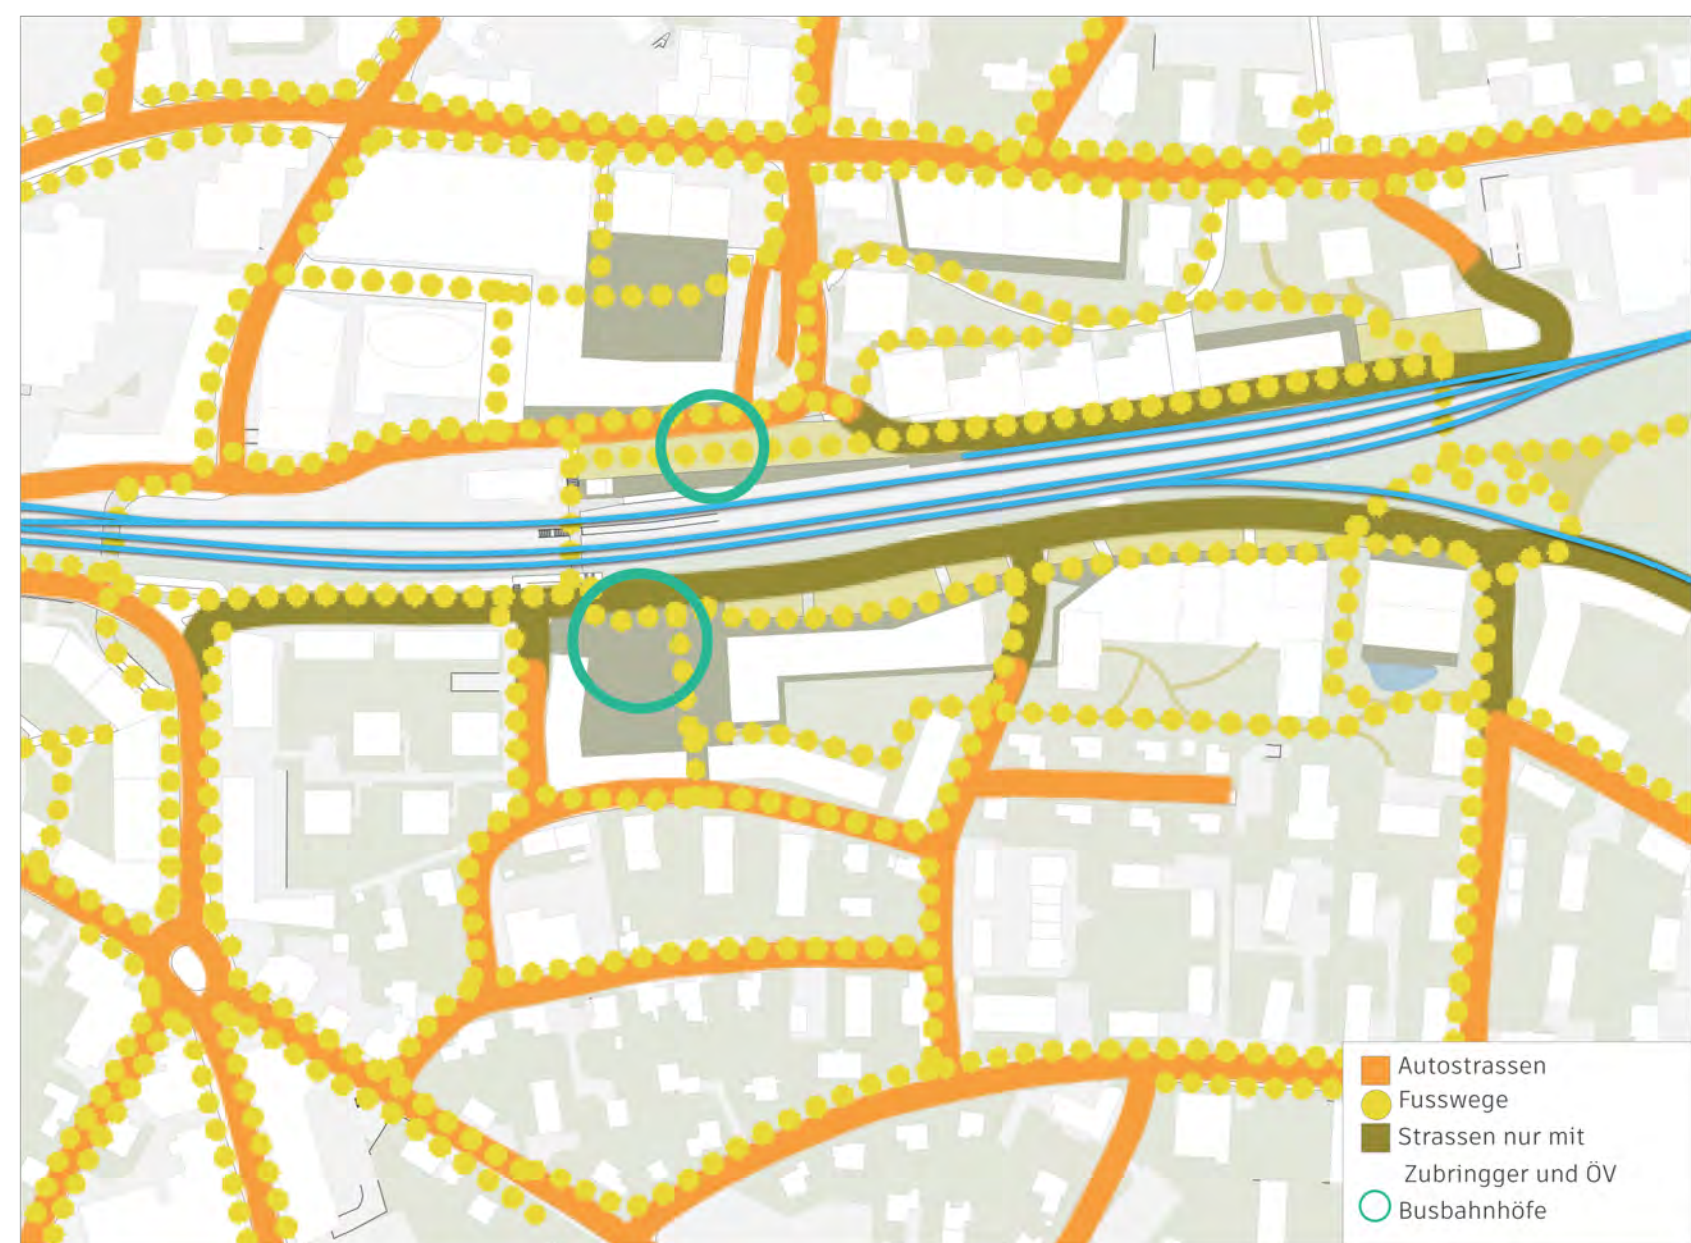 Autostrassen
Fusswege
Strassen nur mit
Zubringger und ÖV
Busbahnhöfe